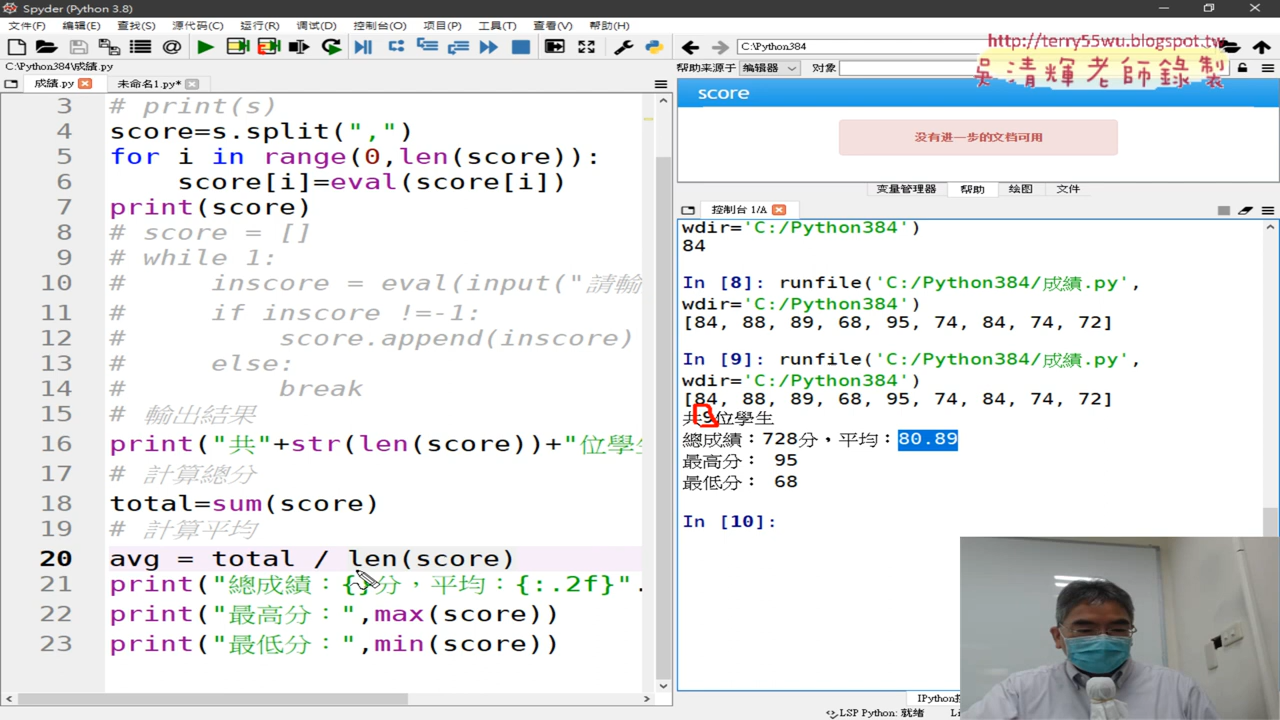 Spyder (Python 3.8)
文件(F) 编辑(E) 查找(S) 源代码(C) 运行(R) 调试(D) 控制台(O) 项目(P) 工具(T) 查看(V) 帮助(H)
C:\Python384
http://terry55wu.blogspot.tw
吳清輝老師錄製
C:\Python384\成績.py
帮助来源于 编辑器 对象
成績.py 未命名1.py*
score
没有進一步的文档可用
变量管理器 帮助 绘图 文件
控制台 1/A
3 # print(s)
4 score=s.split(",")
5 for i in range(0,len(score)):
6 score[i]=eval(score[i])
7 print(score)
8 # score = []
9 # while 1:
10 # inscore = eval(input("請輸
11 # if inscore !=-1:
12 # score.append(inscore)
13 # else:
14 # break
15 # 輸出結果
16 print("共"+str(len(score))+"位學生
17 # 計算總分
18 total=sum(score)
19 # 計算平均
20 avg = total / len(score)
21 print("總成績：{}分，平均：{:.2f}".
22 print("最高分：",max(score))
23 print("最低分：",min(score))
wdir='C:/Python384')
84
In [8]: runfile('C:/Python384/成績.py',
wdir='C:/Python384')
[84, 88, 89, 68, 95, 74, 84, 74, 72]
In [9]: runfile('C:/Python384/成績.py',
wdir='C:/Python384')
[84, 88, 89, 68, 95, 74, 84, 74, 72]
共9位學生
總成績：728分，平均：80.89
最高分： 95
最低分： 68
In [10]:
LSP Python: 就绪